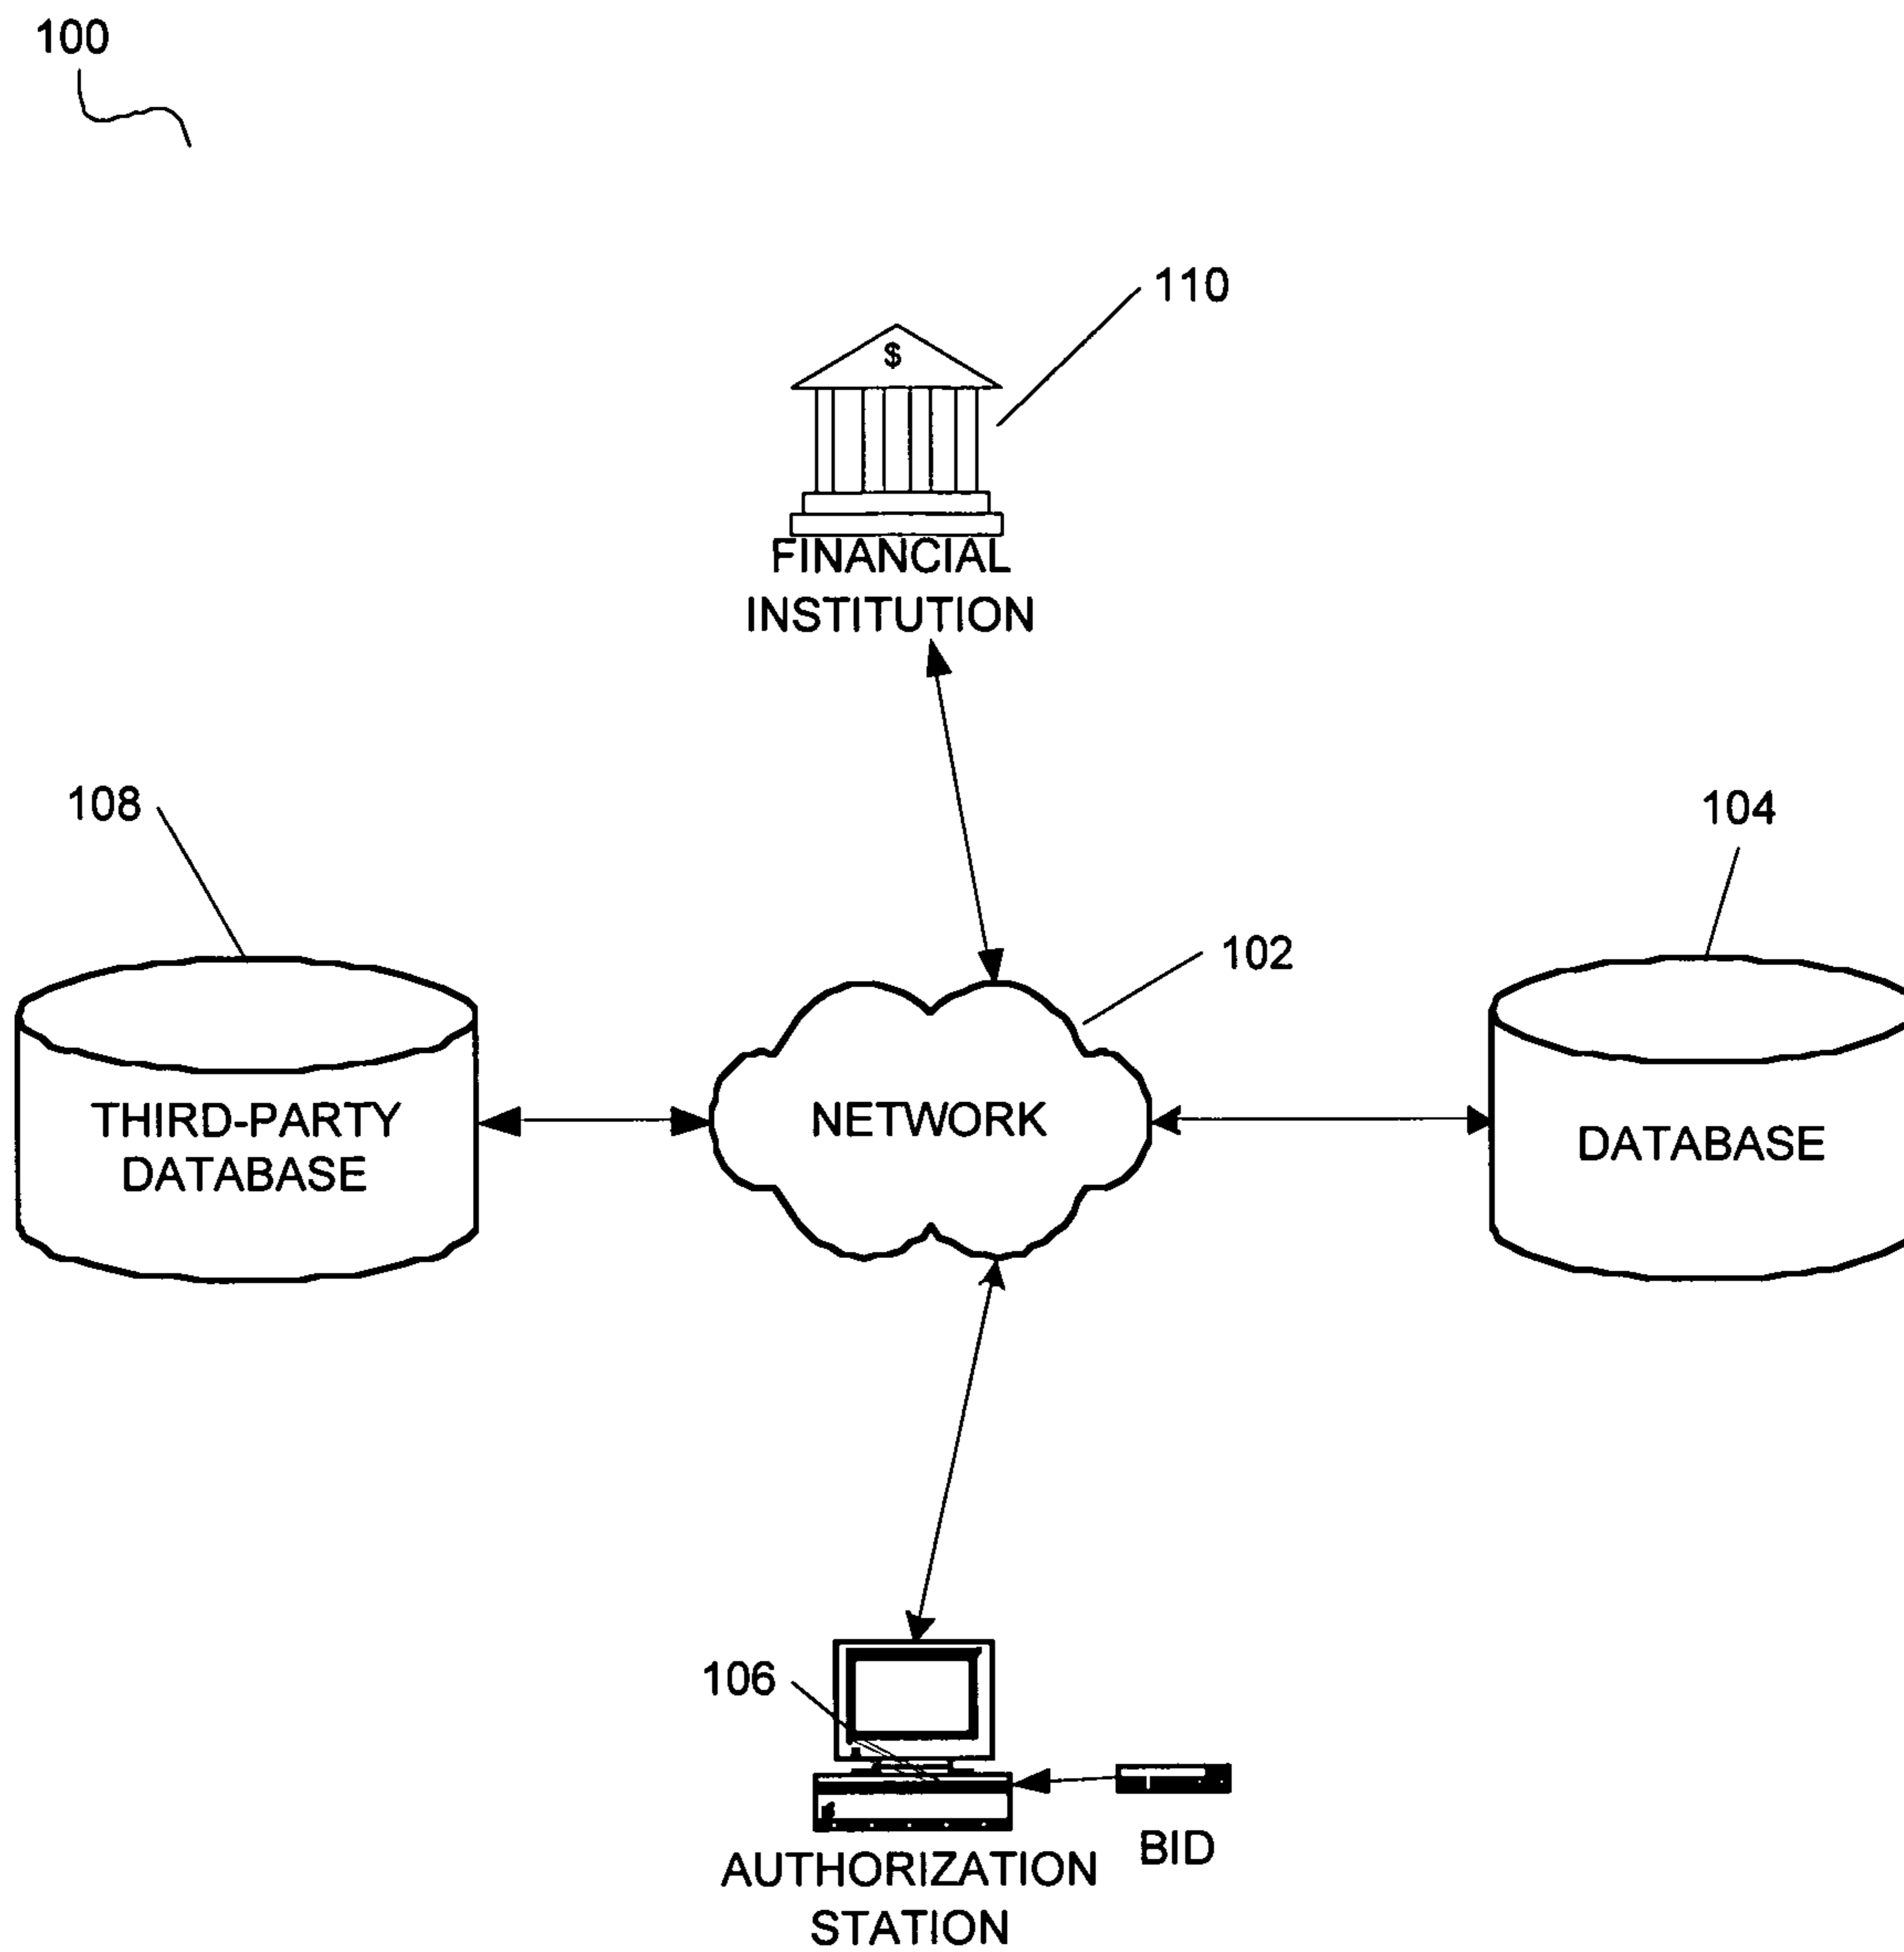 100
110
$
FINANCIAL
INSTITUTION
108
104
102
THIRD-PARTY
DATABASE
NETWORK
DATABASE
106
BID
AUTHORIZATION
STATION